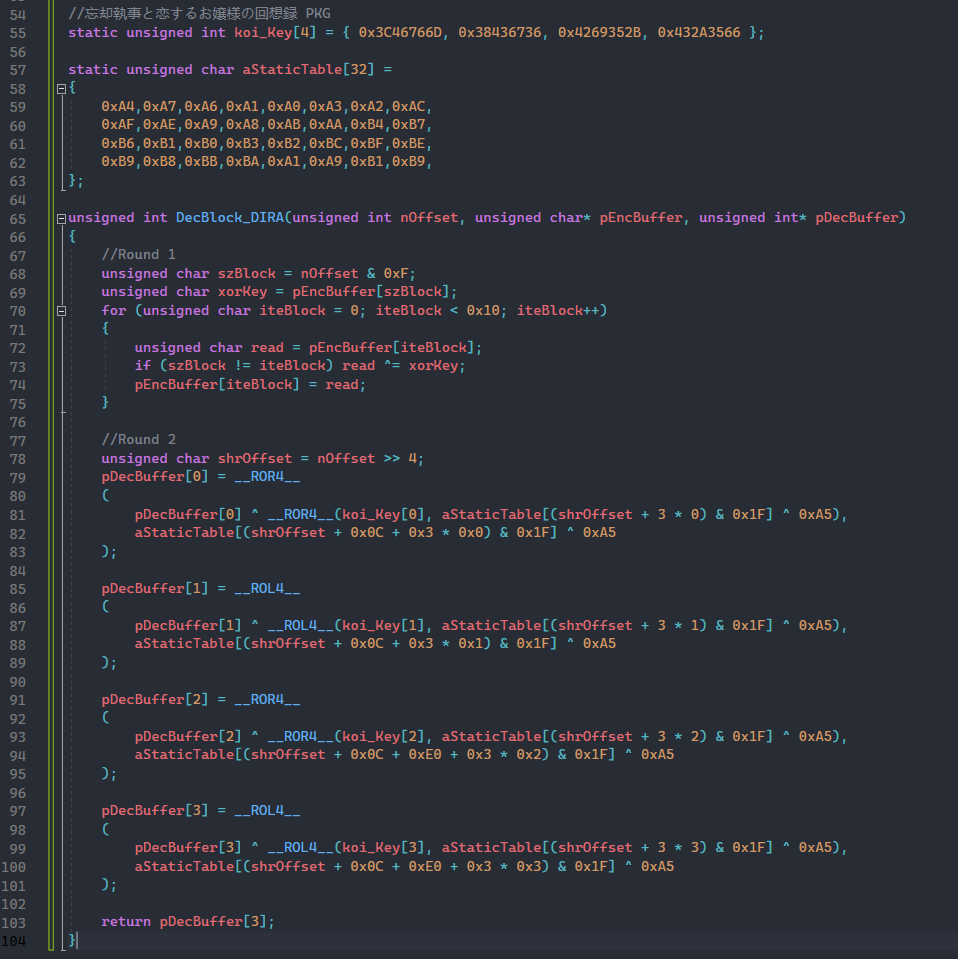 54 //忘却執事と恋するお嬢様の回想録 PKG
55 static unsigned int koi_Key[4] = { 0x3C46766D, 0x38436736, 0x4269352B, 0x432A3566 };
56
57 static unsigned char aStaticTable[32] =
58 {
59 0xA4,0xA7,0xA6,0xA1,0xA0,0xA3,0xA2,0xAC,
60 0xAF,0xAE,0xA9,0xA8,0xAB,0xAA,0xB4,0xB7,
61 0xB6,0xB1,0xB0,0xB3,0xB2,0xBC,0xBF,0xBE,
62 0xB9,0xB8,0xBB,0xBA,0xA1,0xA9,0xB1,0xB9,
63 };
64
65 unsigned int DecBlock_DIRA(unsigned int nOffset, unsigned char* pEncBuffer, unsigned int* pDecBuffer)
66 {
67 //Round 1
68 unsigned char szBlock = nOffset & 0xF;
69 unsigned char xorKey = pEncBuffer[szBlock];
70 for (unsigned char iteBlock = 0; iteBlock < 0x10; iteBlock++)
71 {
72 unsigned char read = pEncBuffer[iteBlock];
73 if (szBlock != iteBlock) read ^= xorKey;
74 pEncBuffer[iteBlock] = read;
75 }
76
77 //Round 2
78 unsigned char shrOffset = nOffset >> 4;
79 pDecBuffer[0] = __ROR4__
80 (
81 pDecBuffer[0] ^ __ROR4__(koi_Key[0], aStaticTable[(shrOffset + 3 * 0) & 0x1F] ^ 0xA5),
82 aStaticTable[(shrOffset + 0x0C + 0x3 * 0x0) & 0x1F] ^ 0xA5
83 );
84
85 pDecBuffer[1] = __ROL4__
86 (
87 pDecBuffer[1] ^ __ROL4__(koi_Key[1], aStaticTable[(shrOffset + 3 * 1) & 0x1F] ^ 0xA5),
88 aStaticTable[(shrOffset + 0x0C + 0x3 * 0x1) & 0x1F] ^ 0xA5
89 );
90
91 pDecBuffer[2] = __ROR4__
92 (
93 pDecBuffer[2] ^ __ROR4__(koi_Key[2], aStaticTable[(shrOffset + 3 * 2) & 0x1F] ^ 0xA5),
94 aStaticTable[(shrOffset + 0x0C + 0xE0 + 0x3 * 0x2) & 0x1F] ^ 0xA5
95 );
96
97 pDecBuffer[3] = __ROL4__
98 (
99 pDecBuffer[3] ^ __ROL4__(koi_Key[3], aStaticTable[(shrOffset + 3 * 3) & 0x1F] ^ 0xA5),
100 aStaticTable[(shrOffset + 0x0C + 0xE0 + 0x3 * 0x3) & 0x1F] ^ 0xA5
101 );
102
103 return pDecBuffer[3];
104 }